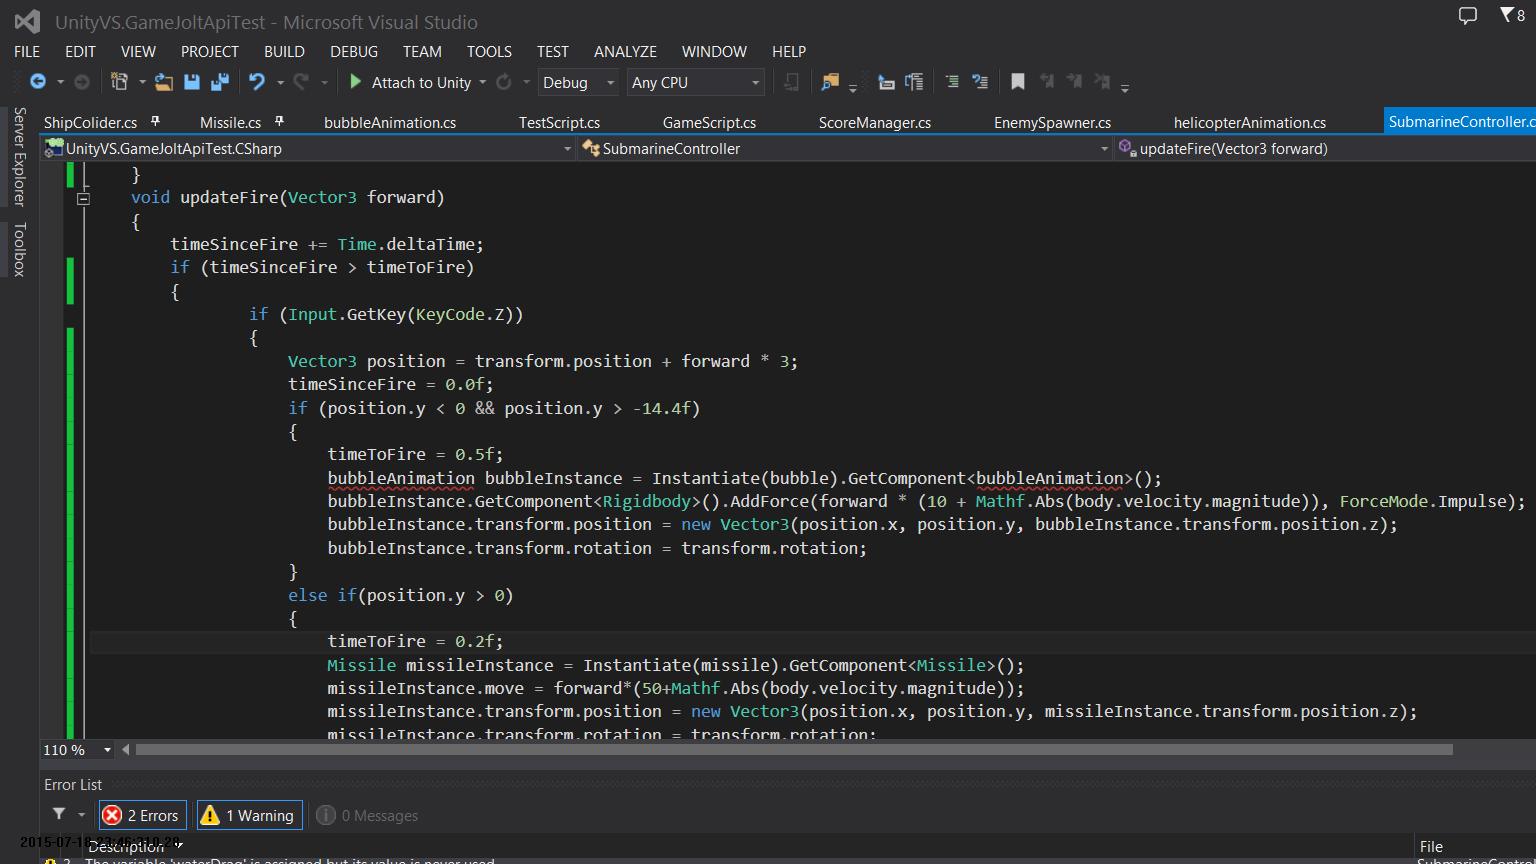 UnityVS.GameJoltApiTest - Microsoft Visual Studio
8
FILE EDIT VIEW PROJECT BUILD DEBUG TEAM TOOLS TEST ANALYZE WINDOW HELP
Attach to Unity Debug Any CPU
Server Explorer
Toolbox
ShipColider.cs Missile.cs bubbleAnimation.cs TestScript.cs GameScript.cs ScoreManager.cs EnemySpawner.cs helicopterAnimation.cs SubmarineController.c
UnityVS.GameJoltApiTest.CSharp SubmarineController updateFire(Vector3 forward)
}
void updateFire(Vector3 forward)
{
timeSinceFire += Time.deltaTime;
if (timeSinceFire > timeToFire)
{
if (Input.GetKey(KeyCode.Z))
{
Vector3 position = transform.position + forward * 3;
timeSinceFire = 0.0f;
if (position.y < 0 && position.y > -14.4f)
{
timeToFire = 0.5f;
bubbleAnimation bubbleInstance = Instantiate(bubble).GetComponent<bubbleAnimation>();
bubbleInstance.GetComponent<Rigidbody>().AddForce(forward * (10 + Mathf.Abs(body.velocity.magnitude)), ForceMode.Impulse);
bubbleInstance.transform.position = new Vector3(position.x, position.y, bubbleInstance.transform.position.z);
bubbleInstance.transform.rotation = transform.rotation;
}
else if(position.y > 0)
{
timeToFire = 0.2f;
Missile missileInstance = Instantiate(missile).GetComponent<Missile>();
missileInstance.move = forward*(50+Mathf.Abs(body.velocity.magnitude));
missileInstance.transform.position = new Vector3(position.x, position.y, missileInstance.transform.position.z);
missileInstance.transform.rotation = transform.rotation;
110 %
Error List
2 Errors 1 Warning 0 Messages
Description File
The variable 'waterDrag' is assigned but its value is never used